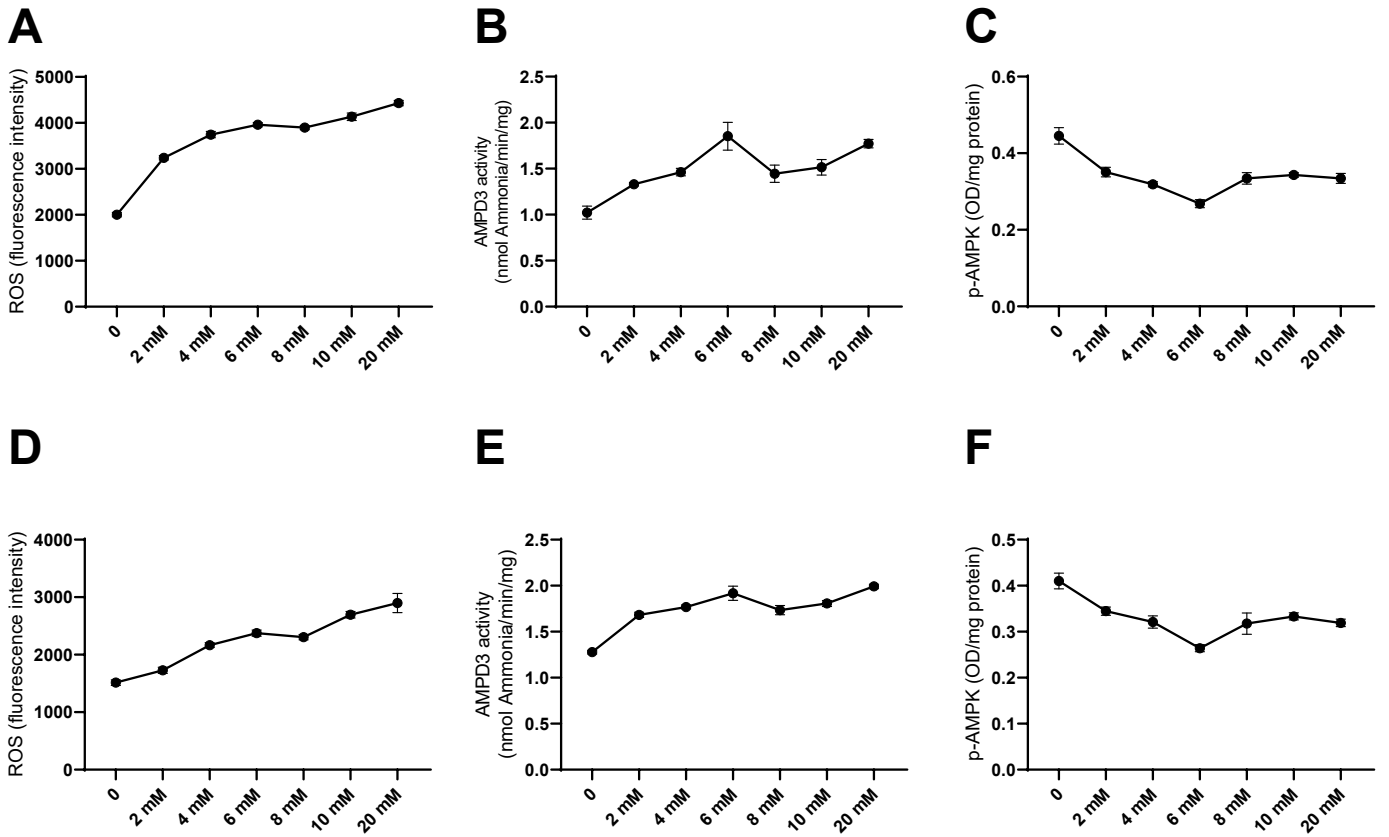 A
ROS (fluorescence intensity)
5000
4000
3000
2000
1000
0
0
2 mM
4 mM
6 mM
8 mM
10 mM
20 mM
B
AMPD3 activity
(nmol Ammonia/min/mg)
2.5
2.0
1.5
1.0
0.5
0.0
0
2 mM
4 mM
6 mM
8 mM
10 mM
20 mM
C
p-AMPK (OD/mg protein)
0.6
0.4
0.2
0.0
0
2 mM
4 mM
6 mM
8 mM
10 mM
20 mM
D
ROS (fluorescence intensity)
4000
3000
2000
1000
0
0
2 mM
4 mM
6 mM
8 mM
10 mM
20 mM
E
AMPD3 activity
(nmol Ammonia/min/mg)
2.5
2.0
1.5
1.0
0.5
0.0
0
2 mM
4 mM
6 mM
8 mM
10 mM
20 mM
F
p-AMPK (OD/mg protein)
0.5
0.4
0.3
0.2
0.1
0.0
0
2 mM
4 mM
6 mM
8 mM
10 mM
20 mM